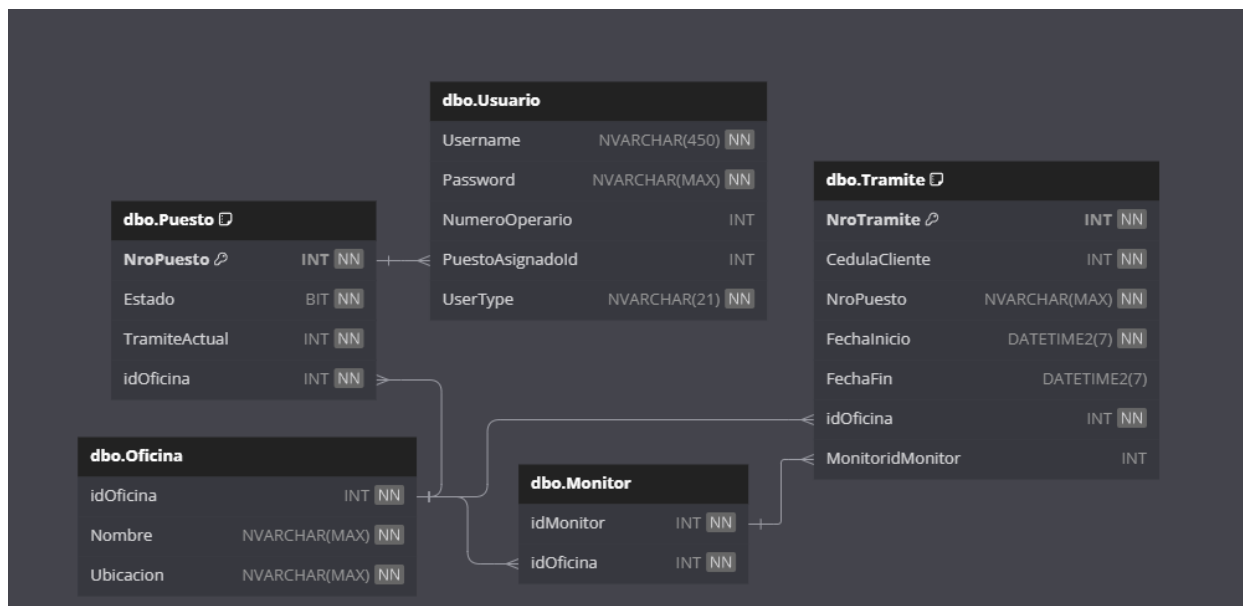 dbo.Usuario
Username NVARCHAR(450) NN
Password NVARCHAR(MAX) NN
NumeroOperario INT
PuestoAsignadoId INT
UserType NVARCHAR(21) NN
dbo.Tramite
NroTramite INT NN
CedulaCliente INT NN
NroPuesto NVARCHAR(MAX) NN
FechaInicio DATETIME2(7) NN
FechaFin DATETIME2(7)
idOficina INT NN
MonitoridMonitor INT
dbo.Puesto
NroPuesto INT NN
Estado BIT NN
TramiteActual INT NN
idOficina INT NN
dbo.Oficina
idOficina INT NN
Nombre NVARCHAR(MAX) NN
Ubicacion NVARCHAR(MAX) NN
dbo.Monitor
idMonitor INT NN
idOficina INT NN